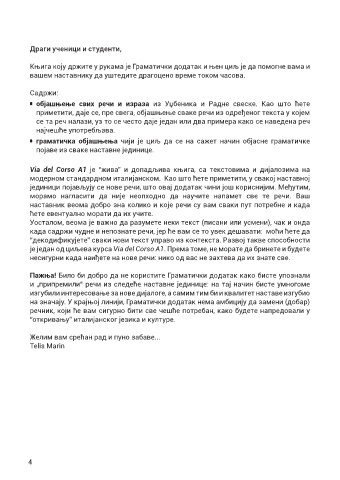 Драги ученици и студенти,
Књига коју држите у рукама је Граматички додатак и њен циљ је да помогне вама и
вашем наставнику да уштедите драгоцено време током часова.
Садржи:
• објашњење свих речи и израза из Уџбеника и Радне свеске. Као што ћете
приметити, даје се, пре свега, објашњење сваке речи из одређеног текста у којем
се та реч налази, уз то се често даје један или два примера како се наведена реч
најчешће употребљава.
• граматичка објашњења чији је циљ да се на сажет начин објасне граматичке
појаве из сваке наставне јединице.
Via del Corso A1 је “жива” и допадљива књига, са текстовима и дијалозима на
модерном стандардном италијанском. Као што ћете приметити, у свакој наставној
јединици појављују се нове речи, што овај додатак чини још кориснијим. Међутим,
морамо нагласити да није неопходно да научите напамет све те речи. Ваш
наставник веома добро зна колико и које речи су вам сваки пут потребне и када
ћете евентуално морати да их учите.
Уосталом, веома је важно да разумете неки текст (писани или усмени), чак и онда
када садржи чудне и непознате речи, јер ће вам се то увек дешавати: моћи ћете да
“декодификујете” сваки нови текст управо из контекста. Развој такве способности
је један од циљева курса Via del Corso A1. Према томе, не морате да бринете и будете
несигурни када наиђете на нове речи: нико од вас не захтева да их знате све.
Пажња! Било би добро да не користите Граматички додатак како бисте упознали
и „припремили“ речи из следеће наставне јединице: на тај начин бисте умногоме
изгубили интересовање за нове дијалоге, а самим тим би и квалитет наставе изгубио
на значају. У крајњој линији, Граматички додатак нема амбицију да замени (добар)
речник, који ће вам сигурно бити све чешће потребан, како будете напредовали у
“откривању” италијанског језика и културе.
Желим вам срећан рад и пуно забаве...
Telis Marin
4